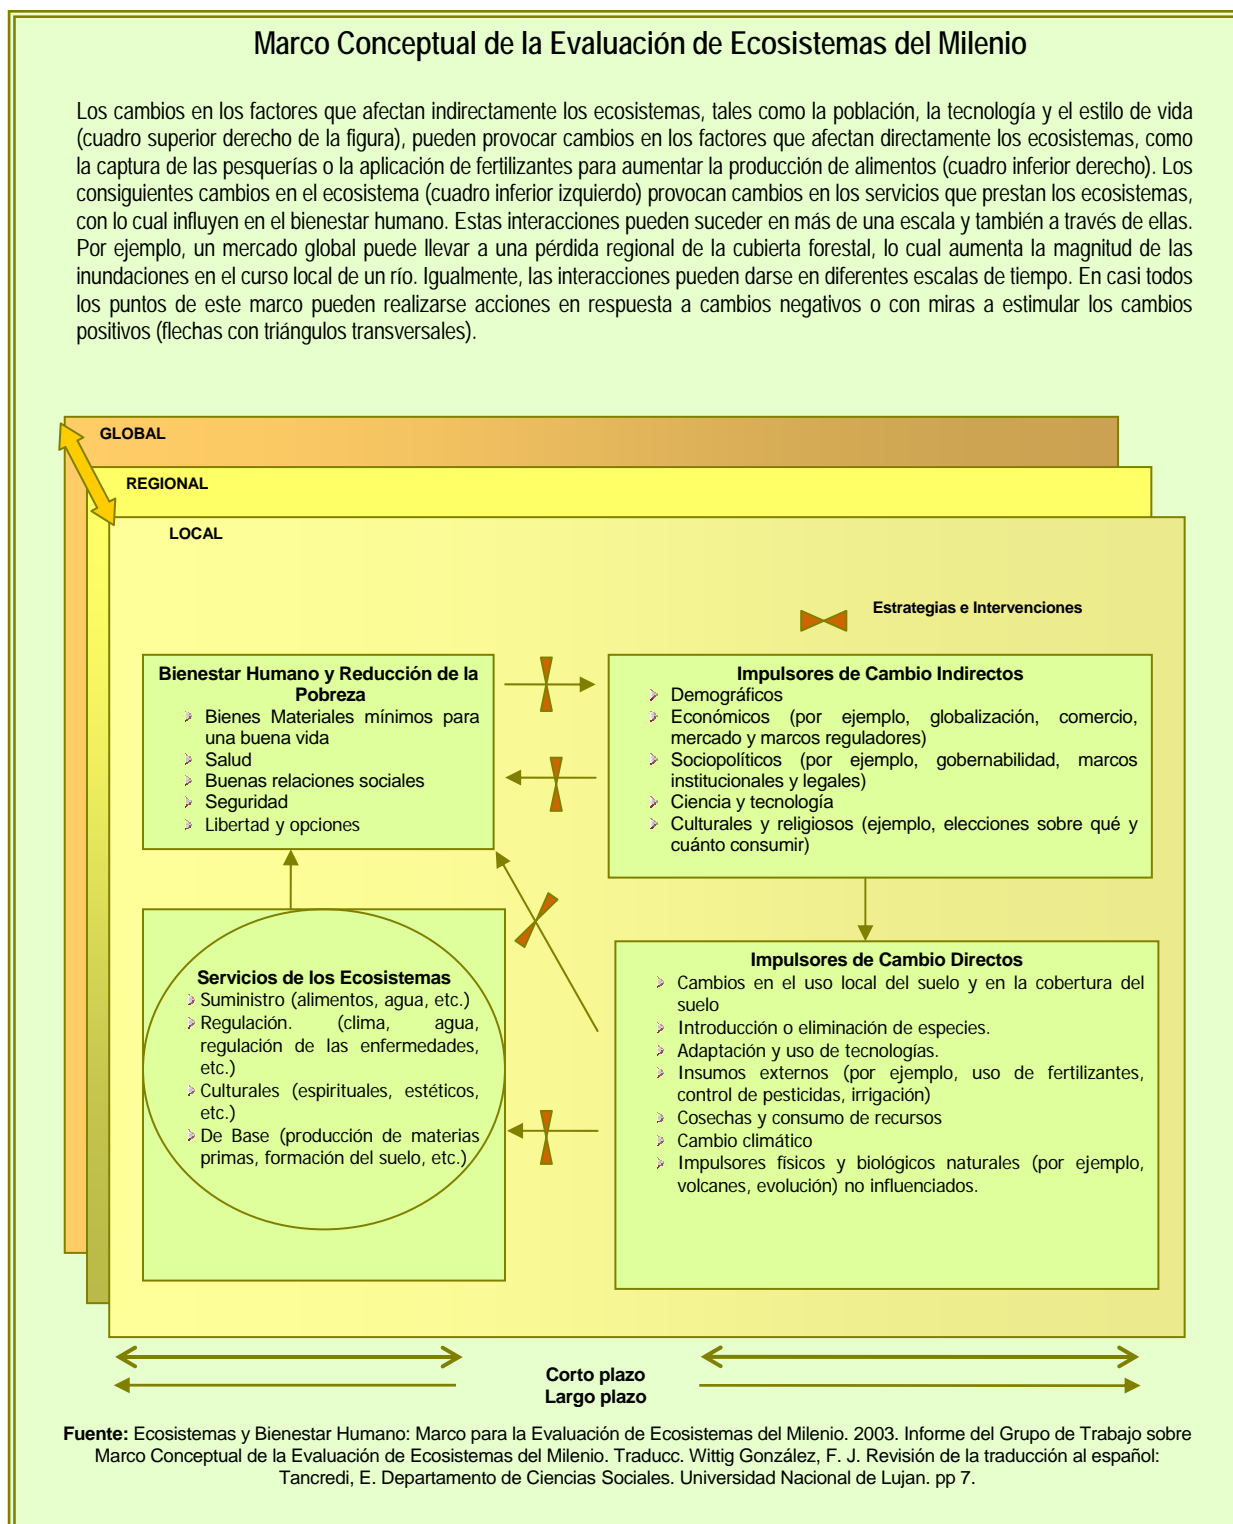 Marco Conceptual de la Evaluación de Ecosistemas del Milenio
Los cambios en los factores que afectan indirectamente los ecosistemas, tales como la población, la tecnología y el estilo de vida
(cuadro superior derecho de la figura), pueden provocar cambios en los factores que afectan directamente los ecosistemas, como
la captura de las pesquerías o la aplicación de fertilizantes para aumentar la producción de alimentos (cuadro inferior derecho). Los
consiguientes cambios en el ecosistema (cuadro inferior izquierdo) provocan cambios en los servicios que prestan los ecosistemas,
con lo cual influyen en el bienestar humano. Estas interacciones pueden suceder en más de una escala y también a través de ellas.
Por ejemplo, un mercado global puede llevar a una pérdida regional de la cubierta forestal, lo cual aumenta la magnitud de las
inundaciones en el curso local de un río. Igualmente, las interacciones pueden darse en diferentes escalas de tiempo. En casi todos
los puntos de este marco pueden realizarse acciones en respuesta a cambios negativos o con miras a estimular los cambios
positivos (flechas con triángulos transversales).
GLOBAL
REGIONAL
LOCAL
Estrategias e Intervenciones
Bienestar Humano y Reducción de la
Pobreza
Bienes Materiales mínimos para
una buena vida
Salud
Buenas relaciones sociales
Seguridad
Libertad y opciones
Impulsores de Cambio Indirectos
Demográficos
Económicos (por ejemplo, globalización, comercio,
mercado y marcos reguladores)
Sociopolíticos (por ejemplo, gobernabilidad, marcos
institucionales y legales)
Ciencia y tecnología
Culturales y religiosos (ejemplo, elecciones sobre qué y
cuánto consumir)
Servicios de los Ecosistemas
Suministro (alimentos, agua, etc.)
Regulación. (clima, agua,
regulación de las enfermedades,
etc.)
Culturales (espirituales, estéticos,
etc.)
De Base (producción de materias
primas, formación del suelo, etc.)
Impulsores de Cambio Directos
Cambios en el uso local del suelo y en la cobertura del
suelo
Introducción o eliminación de especies.
Adaptación y uso de tecnologías.
Insumos externos (por ejemplo, uso de fertilizantes,
control de pesticidas, irrigación)
Cosechas y consumo de recursos
Cambio climático
Impulsores físicos y biológicos naturales (por ejemplo,
volcanes, evolución) no influenciados.
Corto plazo
Largo plazo
Fuente: Ecosistemas y Bienestar Humano: Marco para la Evaluación de Ecosistemas del Milenio. 2003. Informe del Grupo de Trabajo sobre
Marco Conceptual de la Evaluación de Ecosistemas del Milenio. Traducc. Wittig González, F. J. Revisión de la traducción al español:
Tancredi, E. Departamento de Ciencias Sociales. Universidad Nacional de Lujan. pp 7.